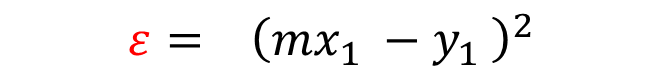 ε = (mx₁ − y₁)²